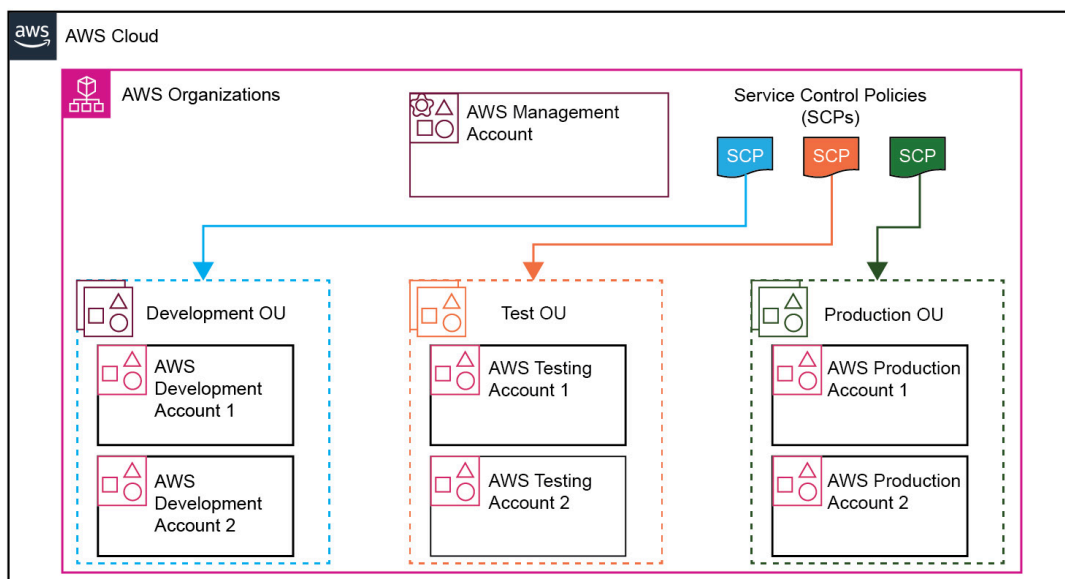 aws
AWS Cloud
AWS Organizations
AWS Management
Account
Service Control Policies
(SCPs)
SCP
SCP
SCP
Development OU
Test OU
Production OU
AWS
Development
Account 1
AWS Testing
Account 1
AWS Production
Account 1
AWS
Development
Account 2
AWS Testing
Account 2
AWS Production
Account 2